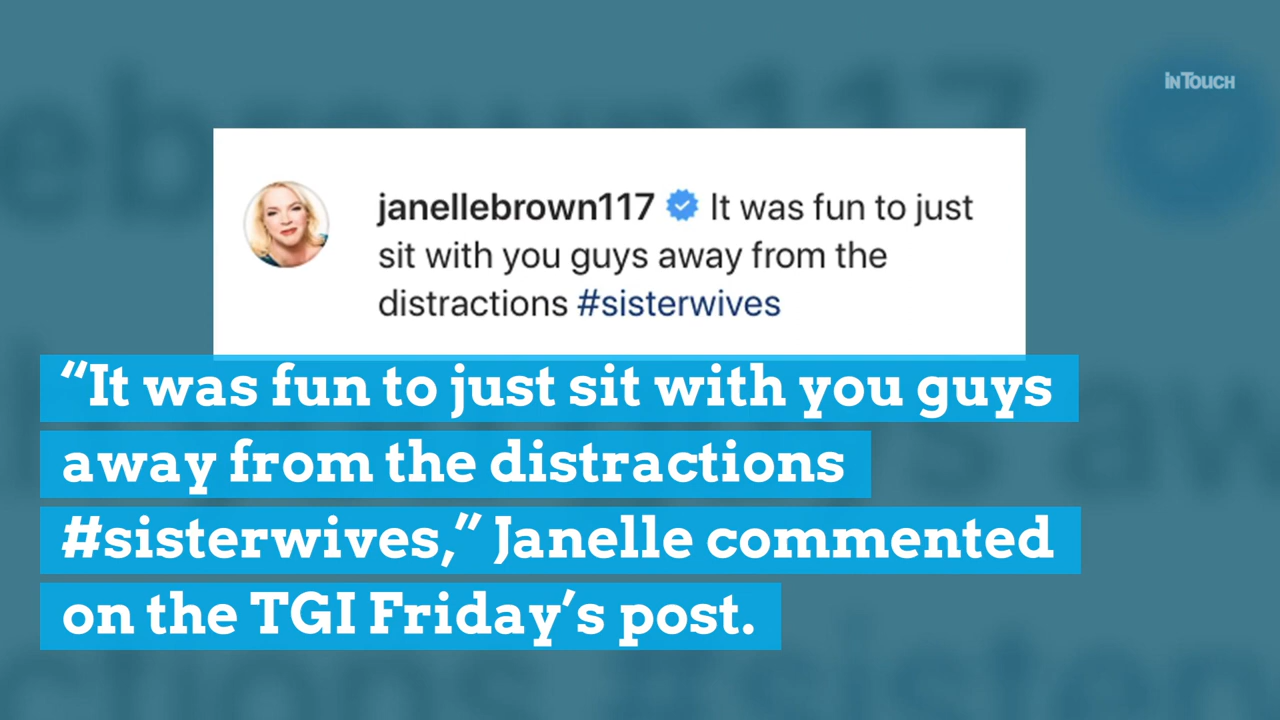 iNTOUCH
janellebrown117 It was fun to just
sit with you guys away from the
distractions #sisterwives
“It was fun to just sit with you guys
away from the distractions
#sisterwives,” Janelle commented
on the TGI Friday’s post.